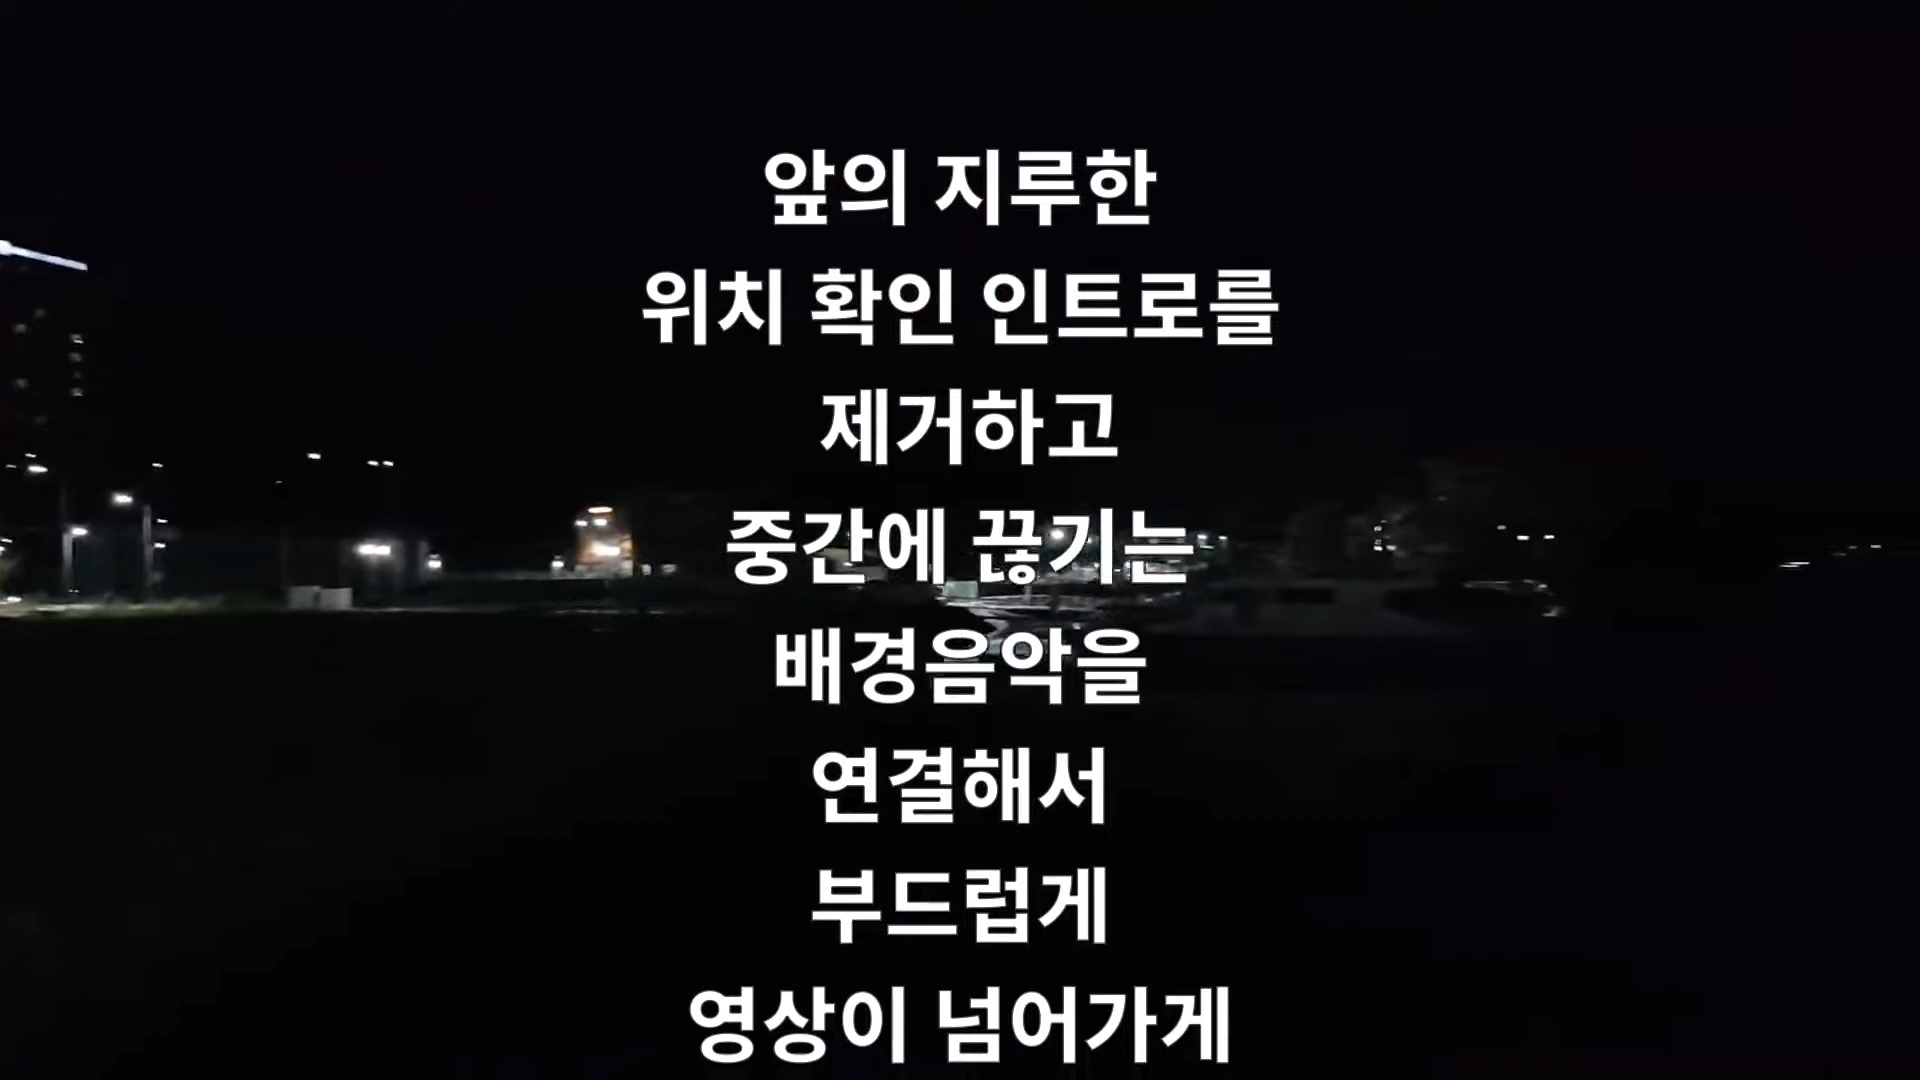 앞의 지루한
위치 확인 인트로를
제거하고
중간에 끊기는
배경음악을
연결해서
부드럽게
영상이 넘어가게